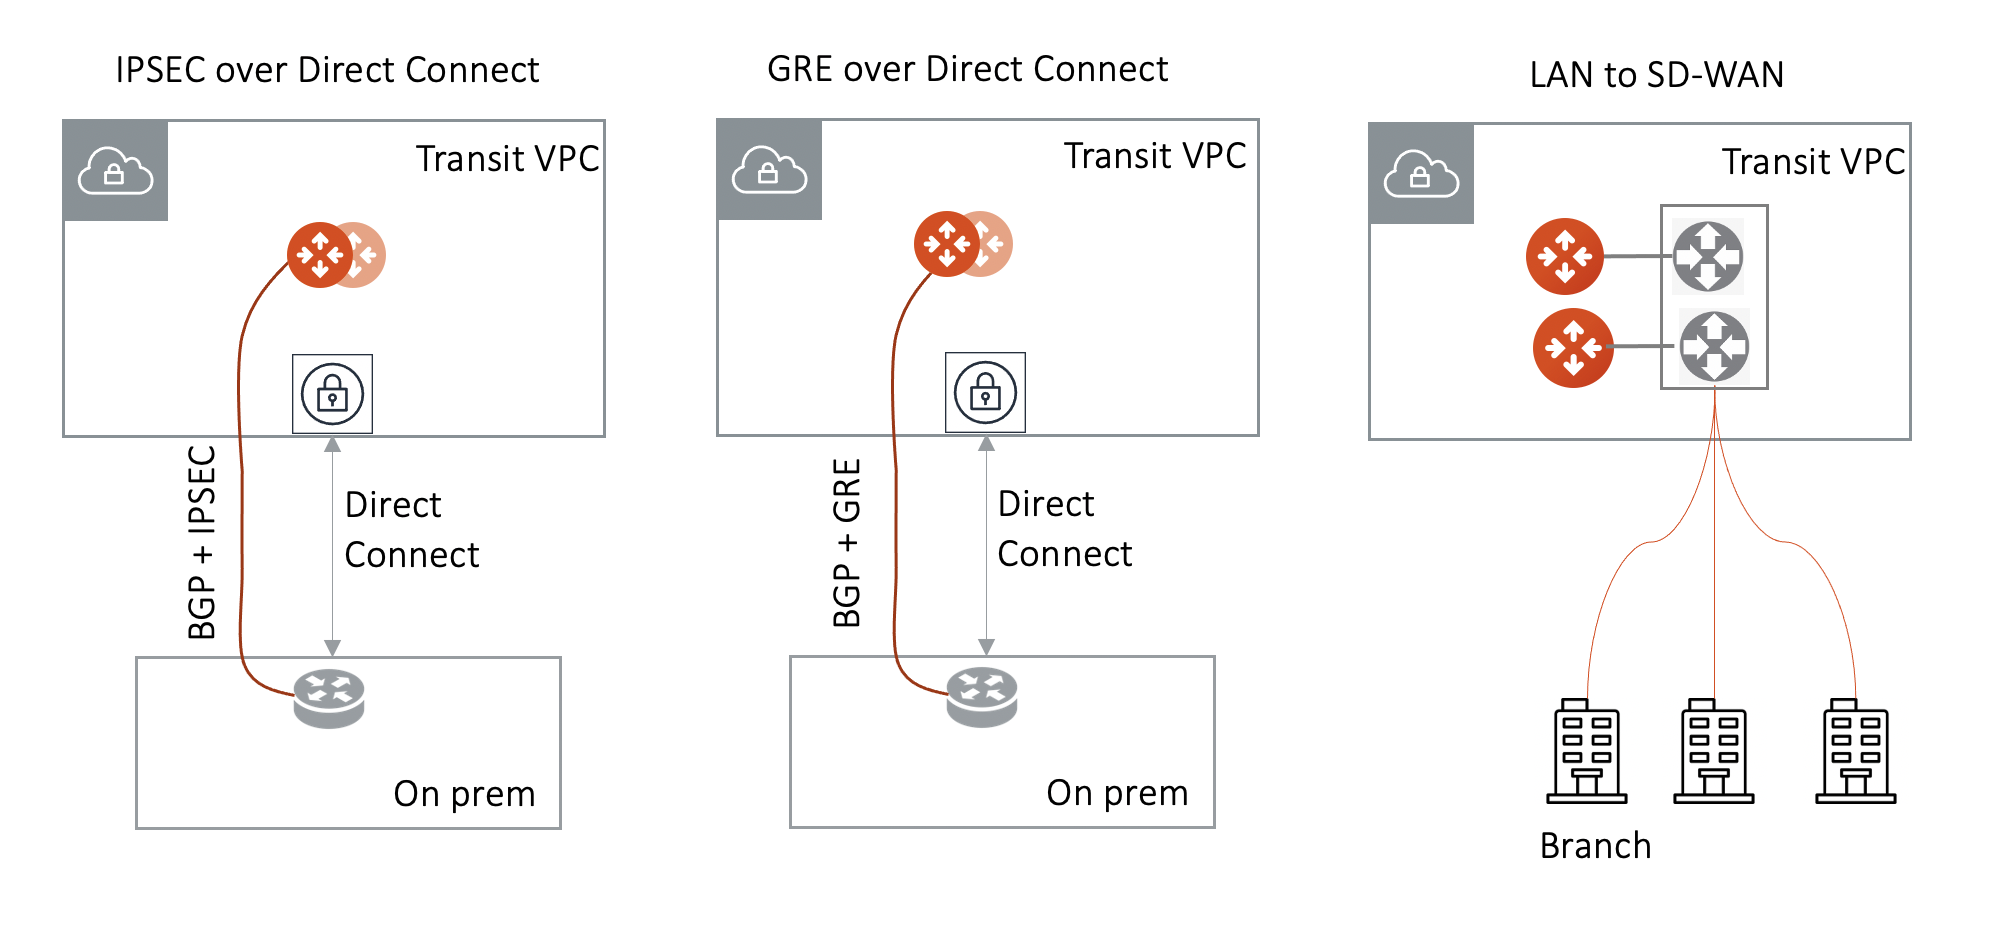 IPSEC over Direct Connect
Transit VPC
BGP + IPSEC
Direct
Connect
On prem
GRE over Direct Connect
Transit VPC
BGP + GRE
Direct
Connect
On prem
LAN to SD-WAN
Transit VPC
Branch